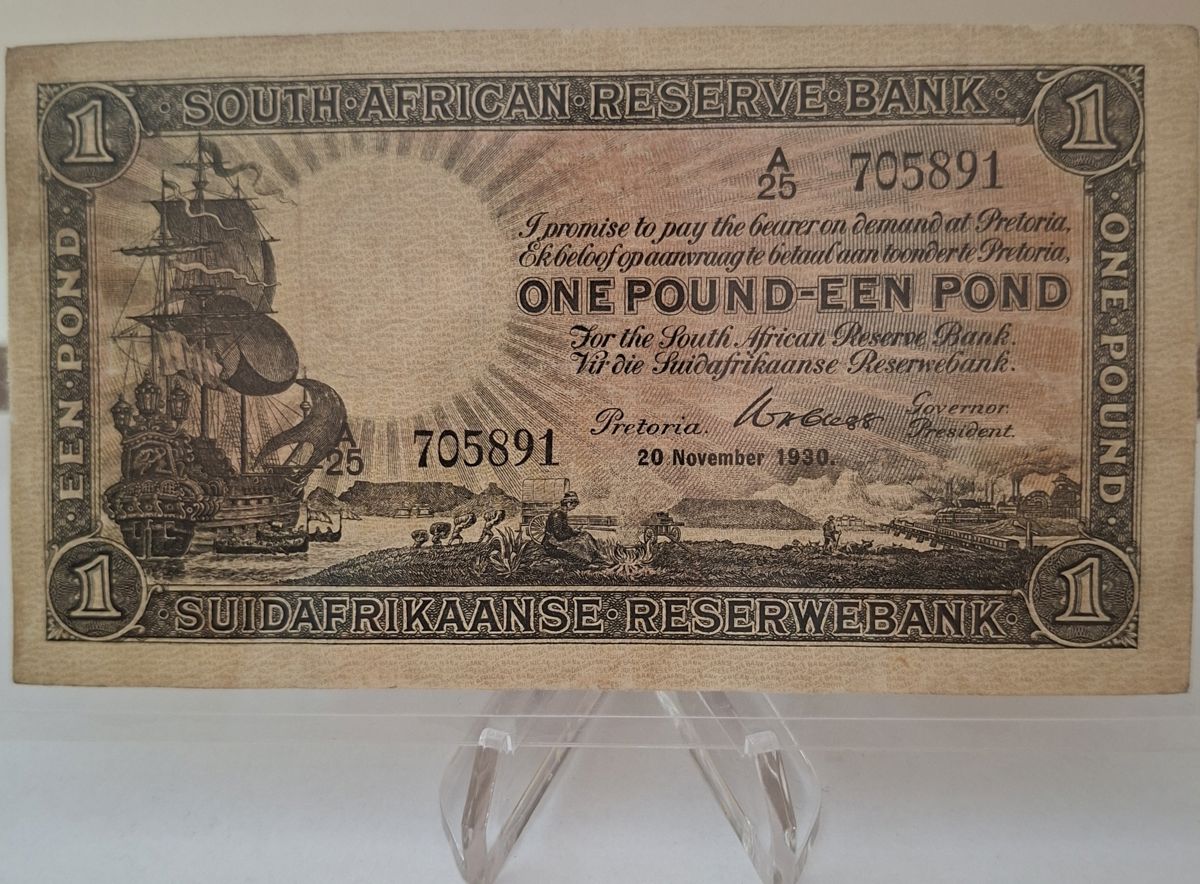 1 SOUTH·AFRICAN·RESERVE·BANK 1
A/25 705891
I promise to pay the bearer on demand at Pretoria,
Ek beloof op aanvraag te betaal aan toonder te Pretoria,
ONE POUND-EEN POND
For the South African Reserve Bank.
Vir die Suidafrikaanse Reserwebank.
Pretoria. Governor
President.
20 November 1930.
A/25 705891
EEN·POND
ONE·POUND
1 SUIDAFRIKAANSE·RESERWEBANK 1